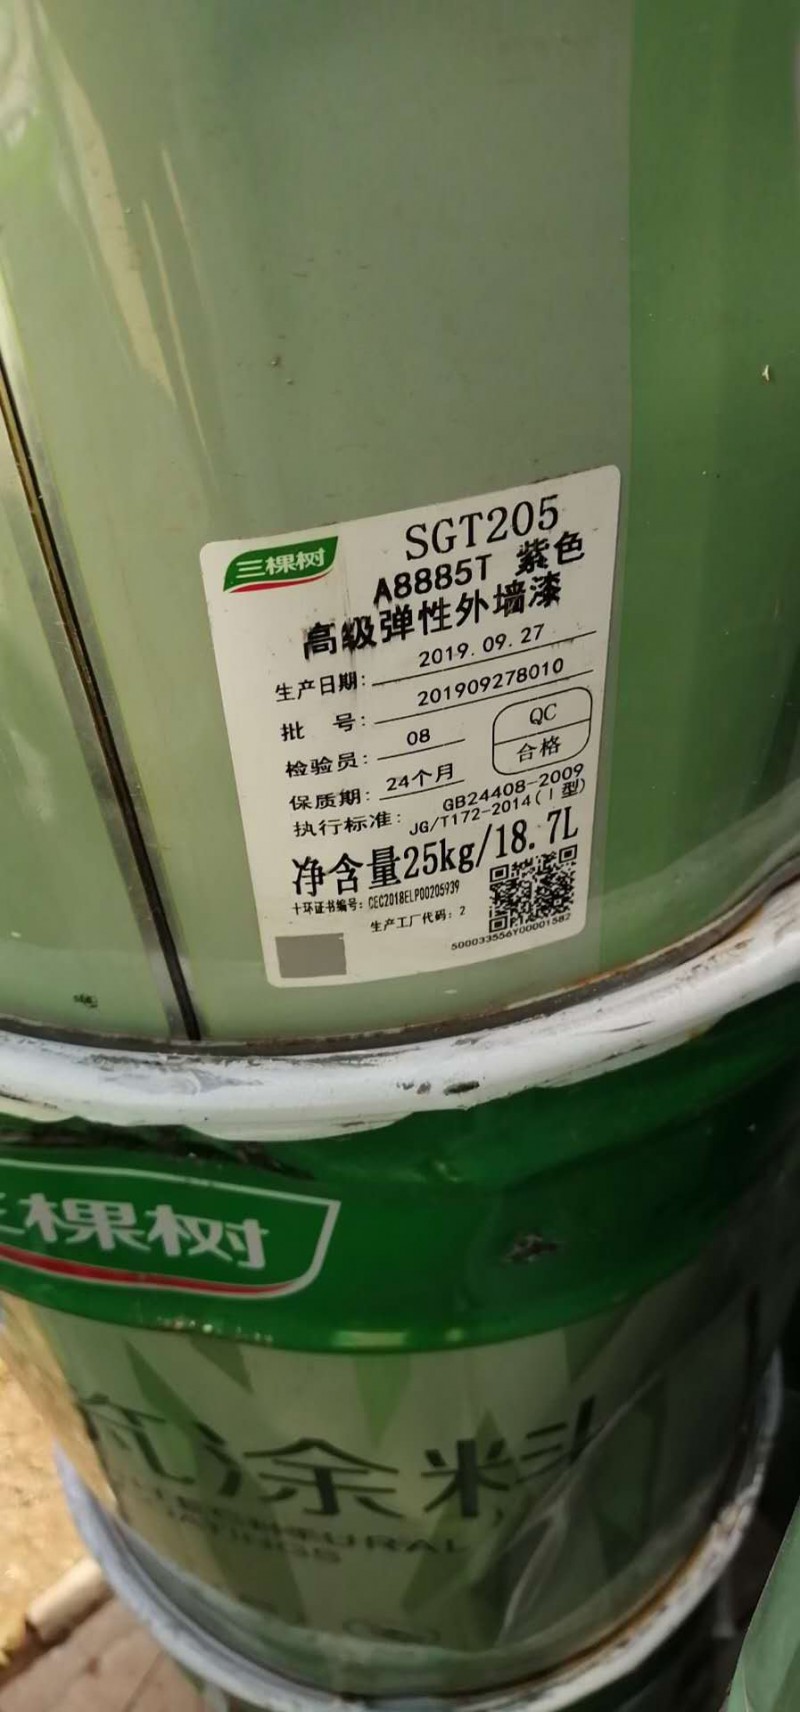 三棵树
SGT205
A8885T 紫色
高级弹性外墙漆
生产日期: 2019.09.27
批 号: 201909278010
检验员: 08
QC
合格
保质期: 24个月
执行标准: GB24408-2009
JG/T172-2014(I型)
净含量25kg/18.7L
十环证书编号: CEC2018ELP00205939
生产工厂代码: 2
500033556Y00001582
三棵树
涂料